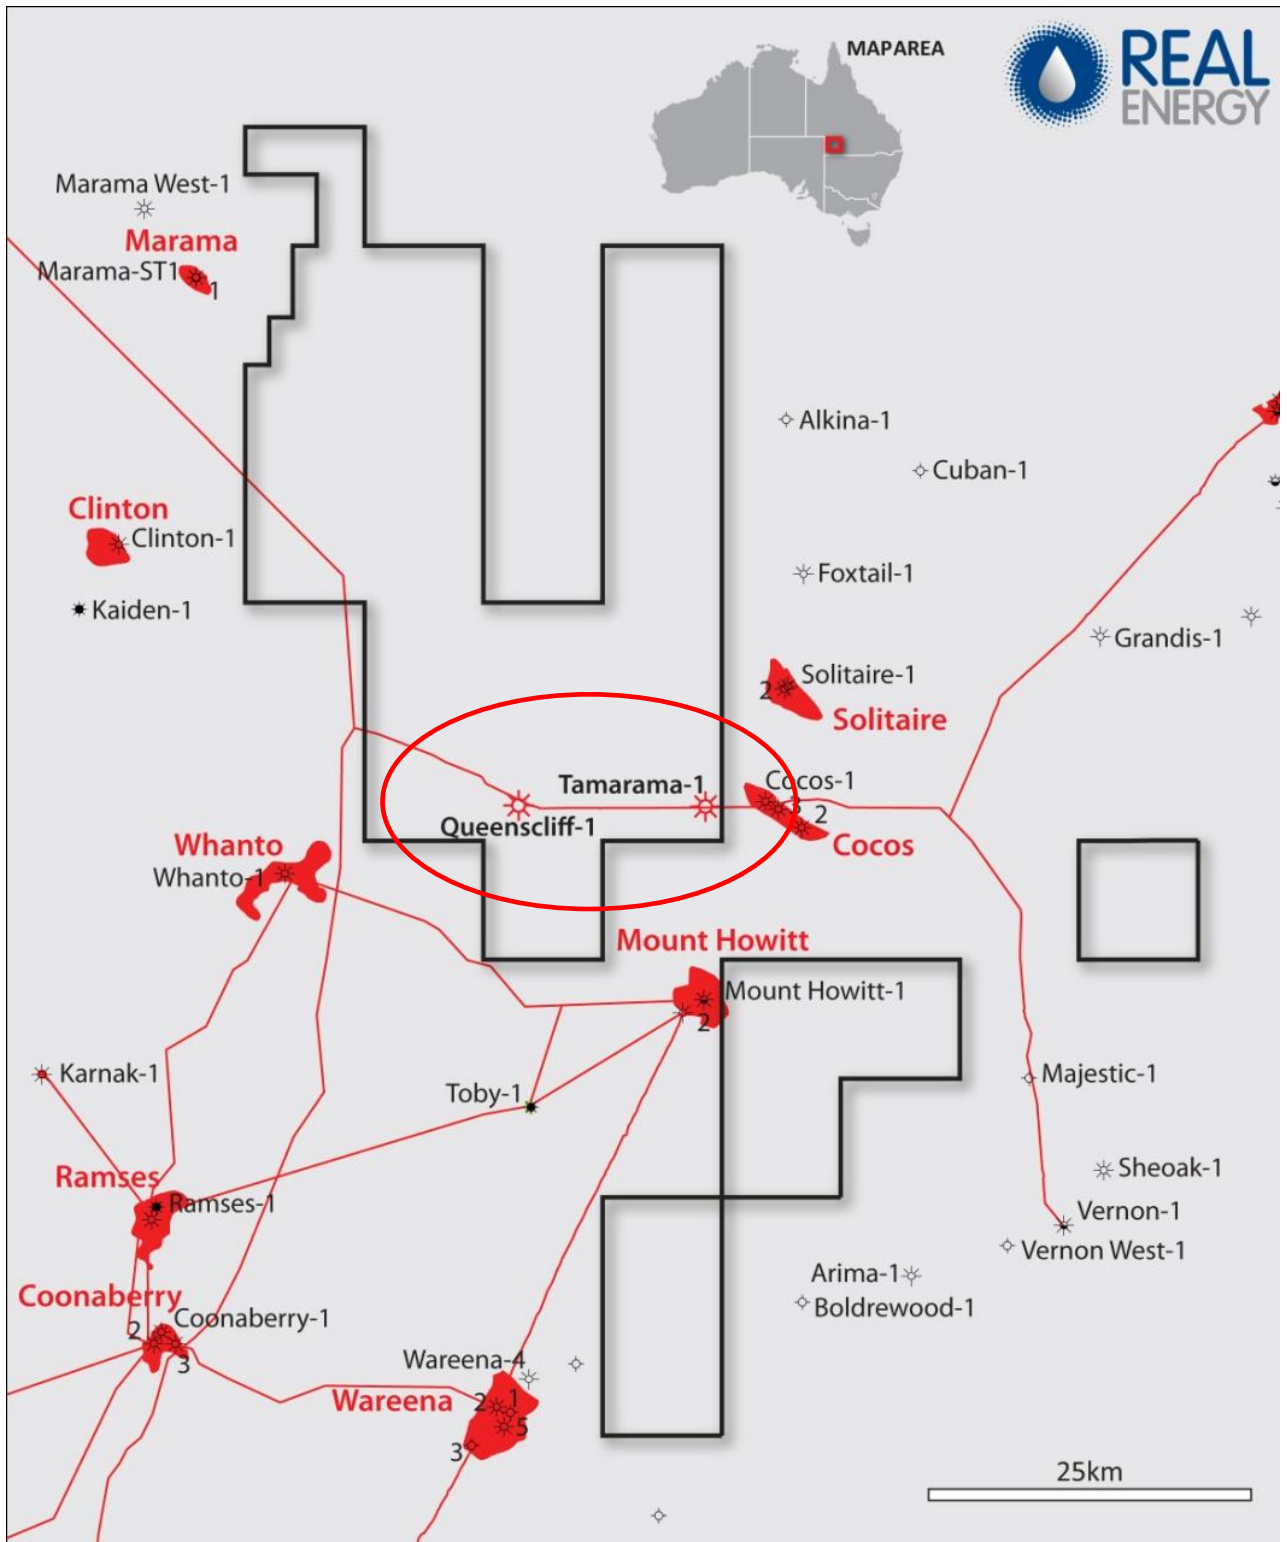 MAPAREA
REAL
ENERGY
Marama West-1
Marama
Marama-ST1
1
Alkina-1
Cuban-1
Clinton
Clinton-1
Foxtail-1
Kaiden-1
Grandis-1
Solitaire-1
2
Solitaire
Tamarama-1
Cocos-1
3
2
Queenscliff-1
Cocos
Whanto
Whanto-1
Mount Howitt
Mount Howitt-1
2
Karnak-1
Toby-1
Majestic-1
Ramses
Ramses-1
Sheoak-1
Vernon-1
Vernon West-1
Arima-1
Boldrewood-1
Coonaberry
Coonaberry-1
2
3
Wareena-4
Wareena
2
1
5
3
25km